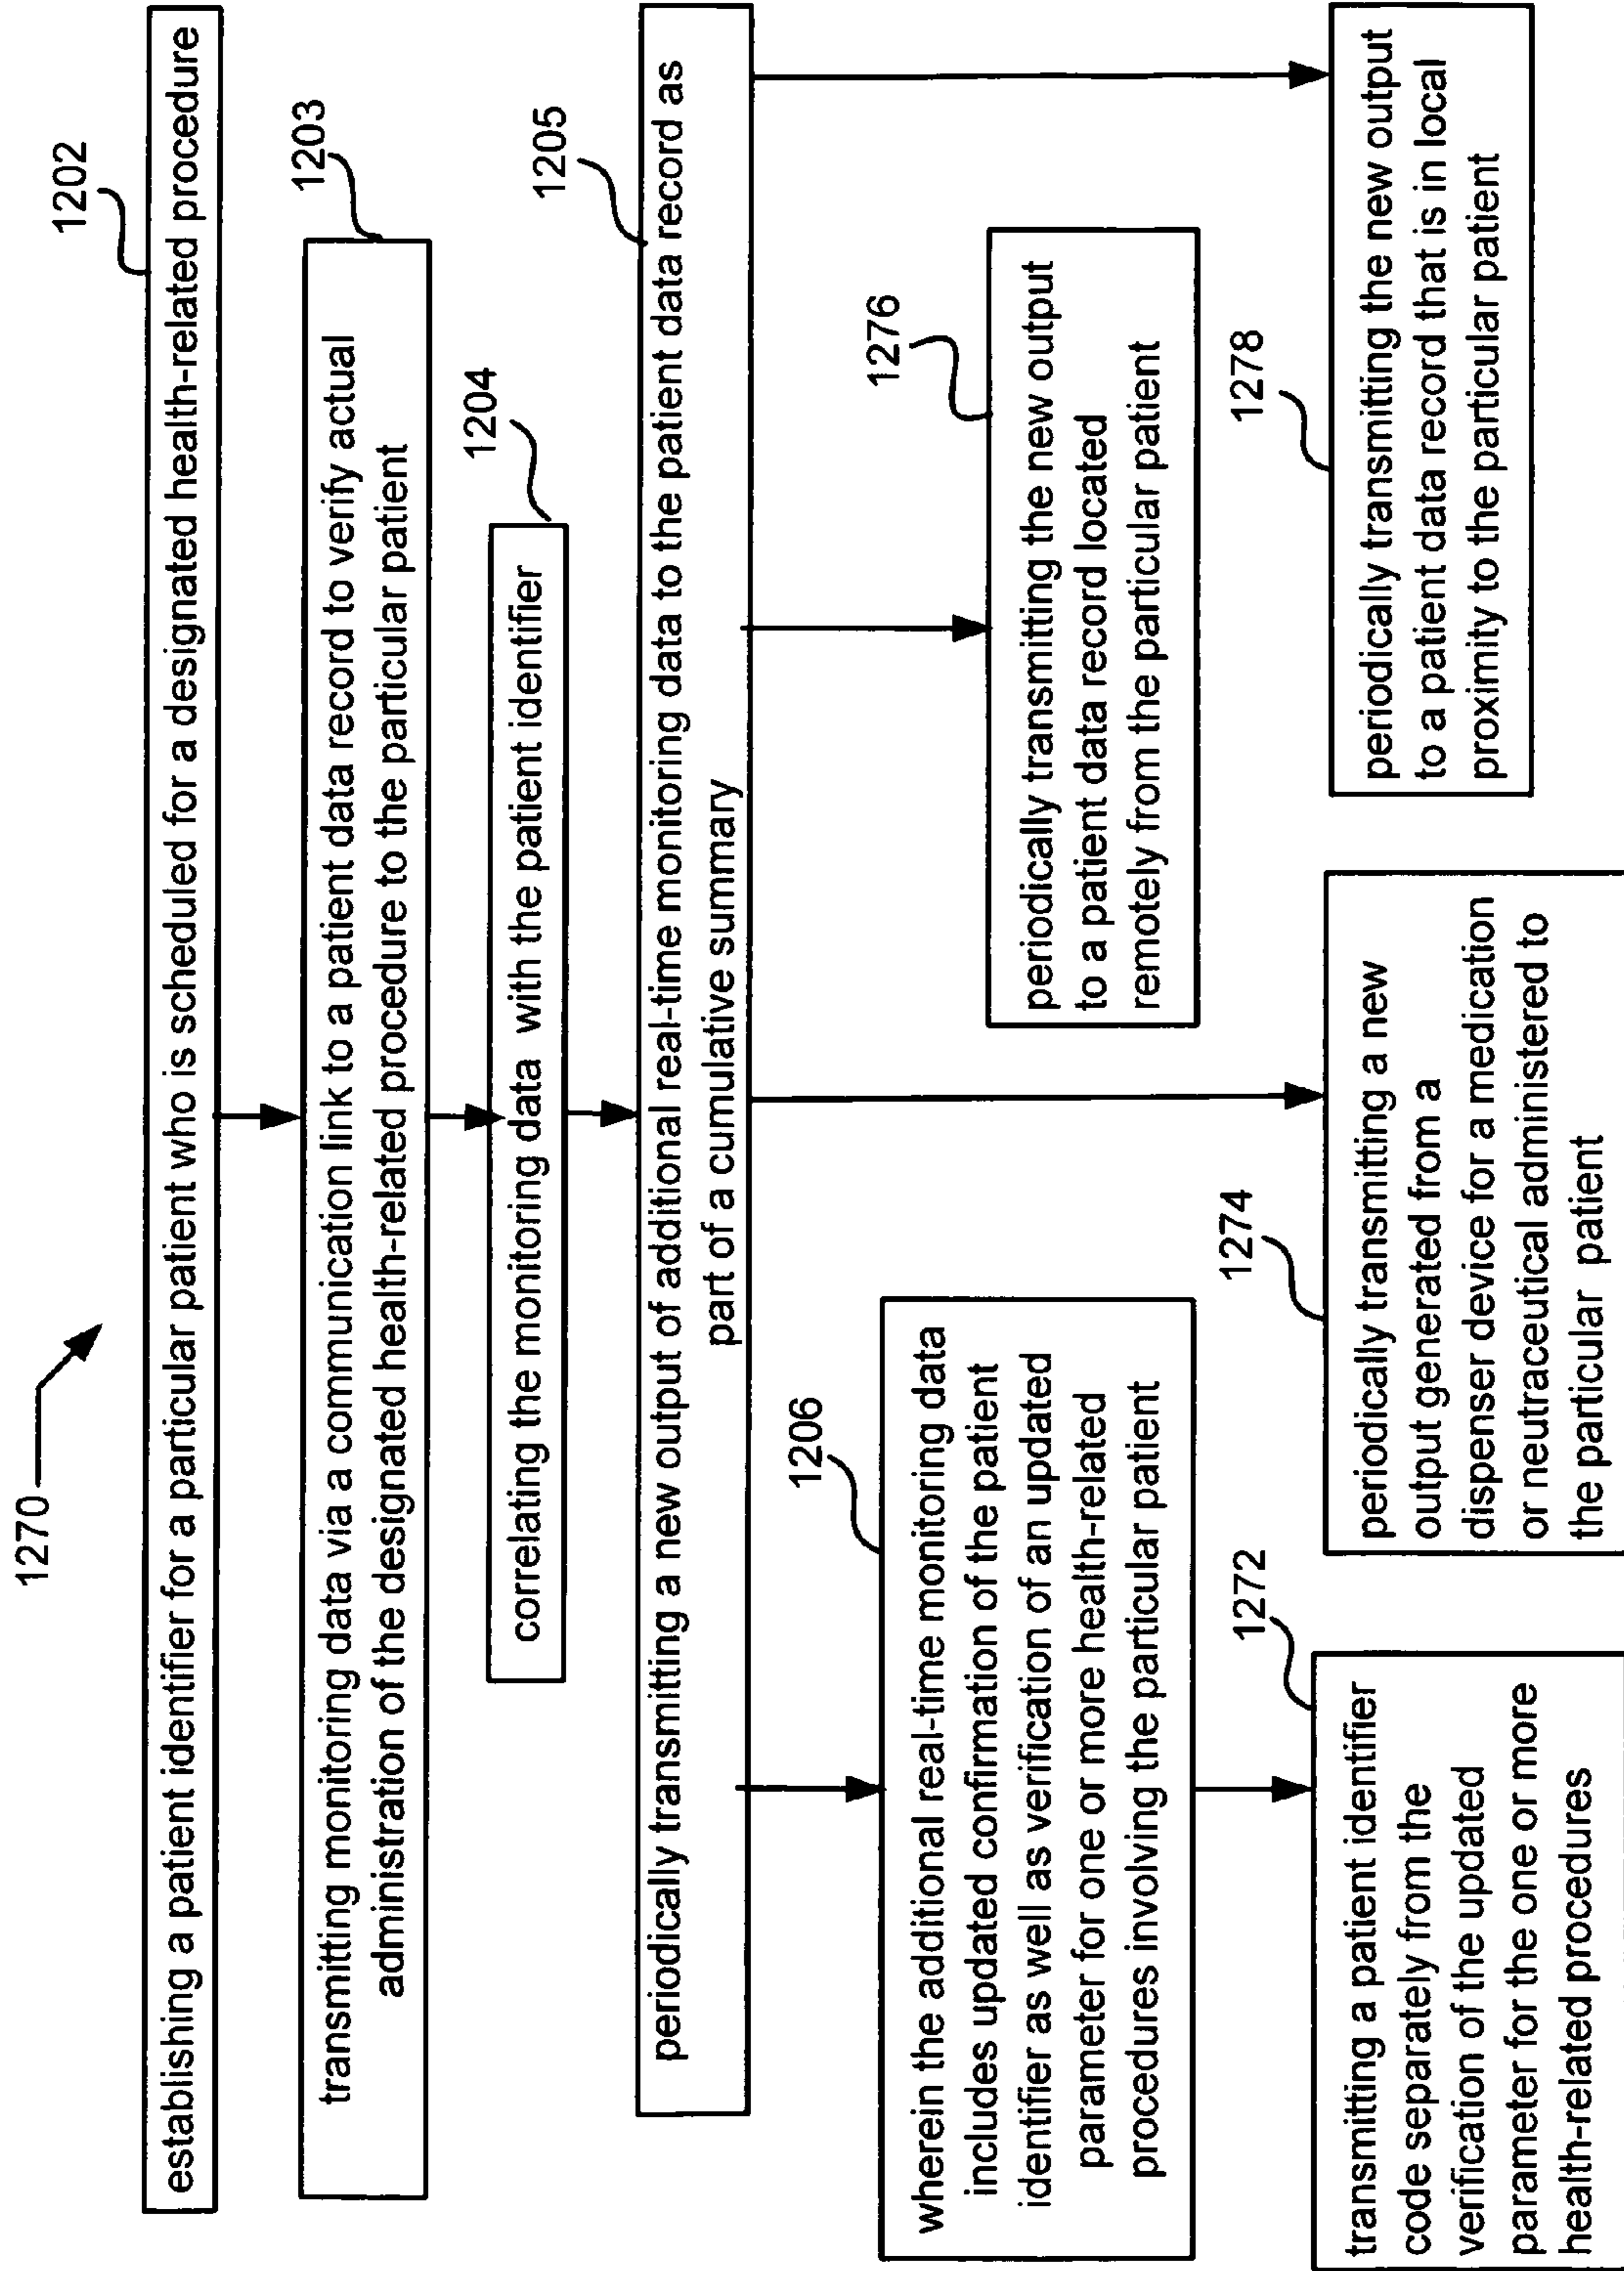 1270
1202
establishing a patient identifier for a particular patient who is scheduled for a designated health-related procedure
1203
transmitting monitoring data via a communication link to a patient data record to verify actual
administration of the designated health-related procedure to the particular patient
1204
correlating the monitoring data with the patient identifier
1205
periodically transmitting a new output of additional real-time monitoring data to the patient data record as
part of a cumulative summary
1206
wherein the additional real-time monitoring data
includes updated confirmation of the patient
identifier as well as verification of an updated
parameter for one or more health-related
procedures involving the particular patient
1276
periodically transmitting the new output
to a patient data record located
remotely from the particular patient
1272
transmitting a patient identifier
code separately from the
verification of the updated
parameter for the one or more
health-related procedures
1274
periodically transmitting a new
output generated from a
dispenser device for a medication
or neutraceutical administered to
the particular patient
1278
periodically transmitting the new output
to a patient data record that is in local
proximity to the particular patient